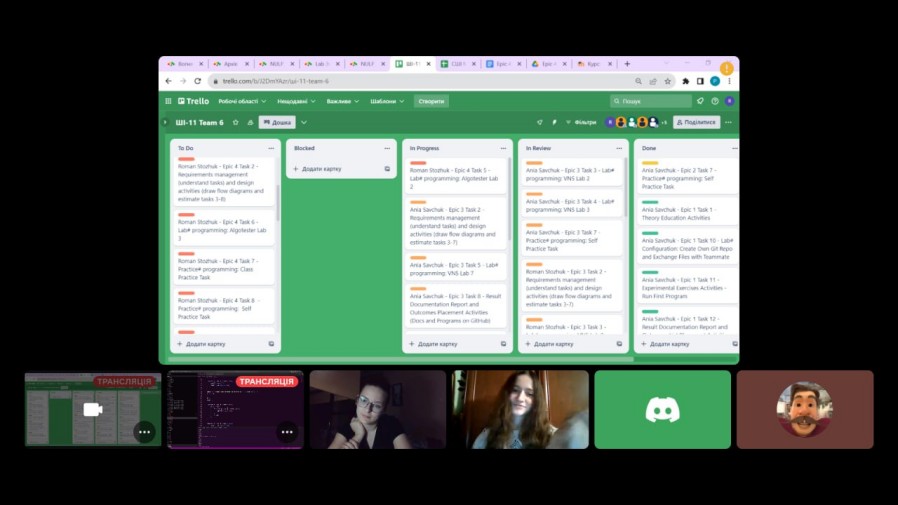 ШІ-11
trello.com/b/
Trello
Робочі області
Нещодавні
Важливе
Шаблони
Створити
Пошук
ШІ-11 Team 6
Дошка
Фільтри
Поділитися
To Do
Roman Stozhuk - Epic 4 Task 2 -
Requirements management
(understand tasks) and design
activities (draw flow diagrams and
estimate tasks 3-8)
Roman Stozhuk - Epic 4 Task 6 -
Lab# programming: Algotester Lab
3
Roman Stozhuk - Epic 4 Task 7 -
Practice# programming: Class
Practice Task
Roman Stozhuk - Epic 4 Task 8 -
Practice# programming: Self
Practice Task
Додати картку
Blocked
Додати картку
In Progress
Roman Stozhuk - Epic 4 Task 5 -
Lab# programming: Algotester Lab
2
Ania Savchuk - Epic 3 Task 2 -
Requirements management
(understand tasks) and design
activities (draw flow diagrams and
estimate tasks 3-7)
Ania Savchuk - Epic 3 Task 5 - Lab#
programming: VNS Lab 7
Ania Savchuk - Epic 3 Task 8 - Result
Documentation Report and
Outcomes Placement Activities
(Docs and Programs on GitHub)
Додати картку
In Review
Ania Savchuk - Epic 3 Task 3 - Lab#
programming: VNS Lab 2
Ania Savchuk - Epic 3 Task 4 - Lab#
programming: VNS Lab 3
Ania Savchuk - Epic 3 Task 7 -
Practice# programming: Self
Practice Task
Roman Stozhuk - Epic 3 Task 2 -
Requirements management
(understand tasks) and design
activities (draw flow diagrams and
estimate tasks 3-7)
Roman Stozhuk - Epic 3 Task 3 -
Додати картку
Done
Ania Savchuk - Epic 2 Task 7 -
Practice# programming: Self
Practice Task
Ania Savchuk - Epic 1 Task 1 -
Theory Education Activities
Ania Savchuk - Epic 1 Task 10 - Lab#
Configuration: Create Own Git Repo
and Exchange Files with Teammate
Ania Savchuk - Epic 1 Task 11 -
Experimental Exercises Activities -
Run First Program
Ania Savchuk - Epic 1 Task 12 -
Result Documentation Report and
Додати картку
ТРАНСЛЯЦІЯ
ТРАНСЛЯЦІЯ